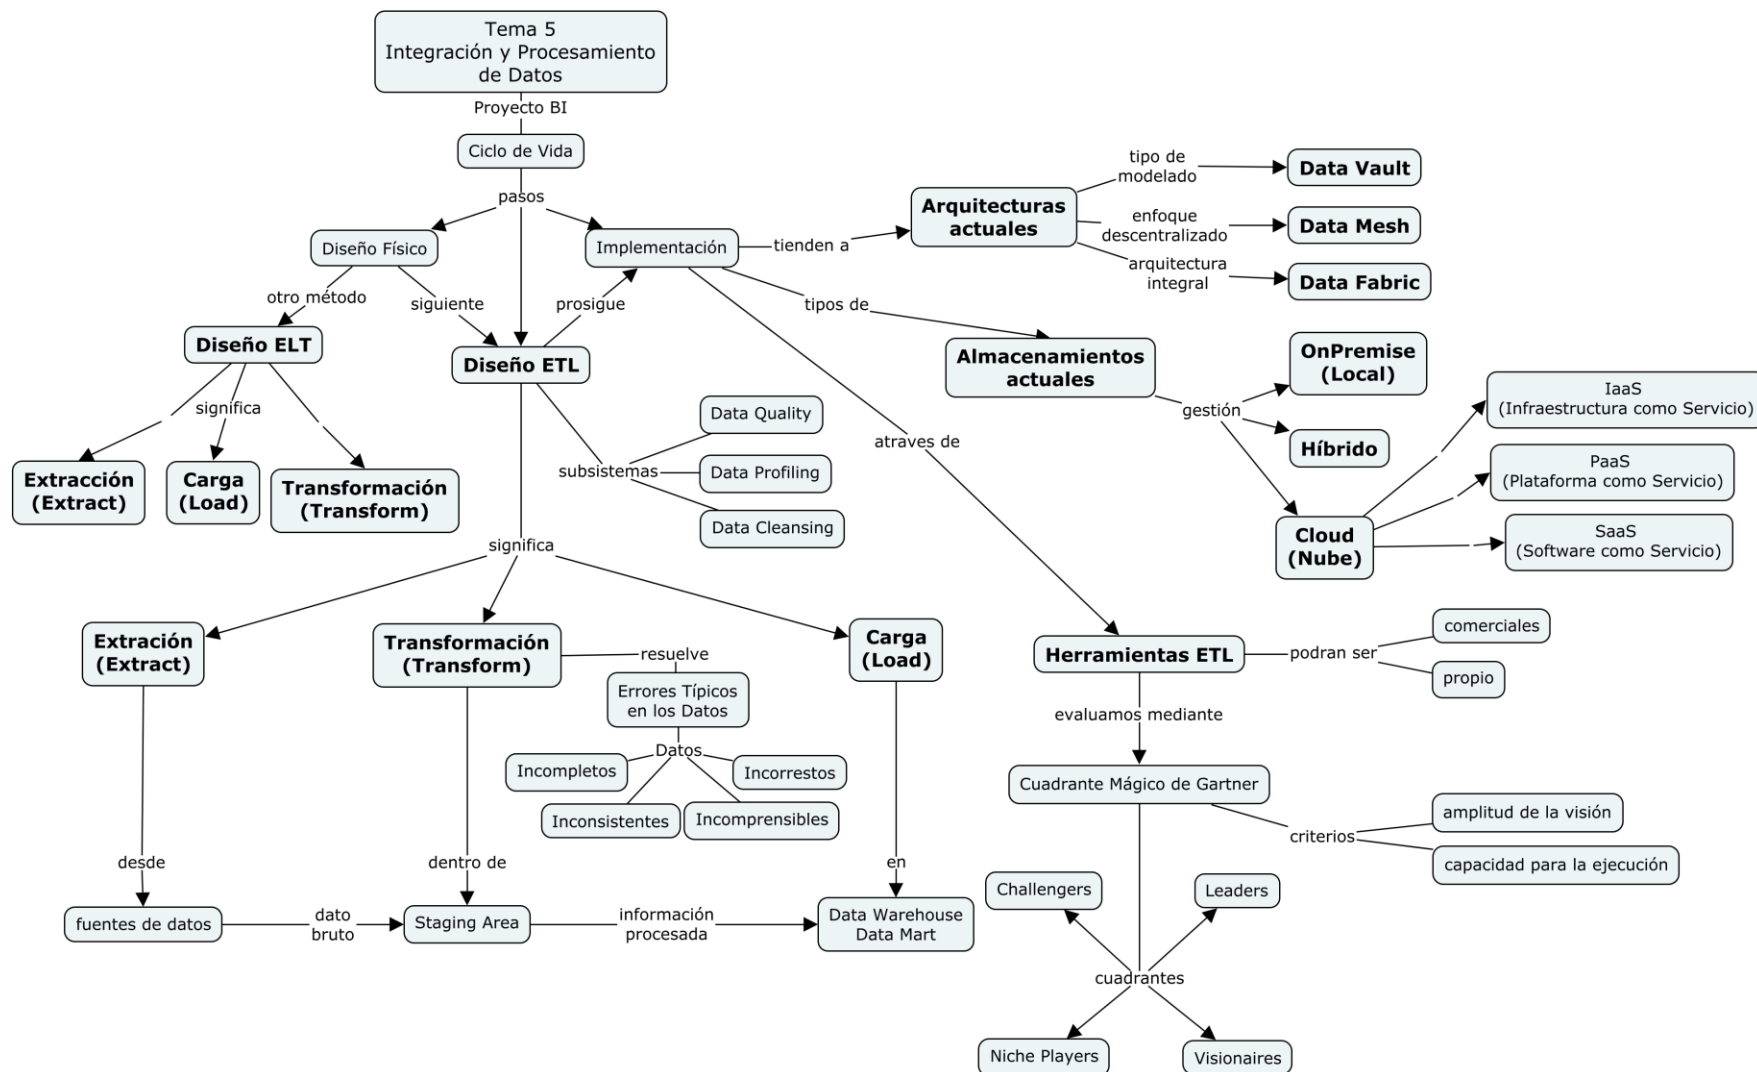 Tema 5
Integración y Procesamiento
de Datos
Proyecto BI
Ciclo de Vida
pasos
Diseño Físico
Implementación
tienden a
Arquitecturas
actuales
tipo de
modelado
Data Vault
enfoque
descentralizado
Data Mesh
arquitectura
integral
Data Fabric
otro método
siguiente
prosigue
tipos de
Diseño ELT
Diseño ETL
Almacenamientos
actuales
gestión
OnPremise
(Local)
Híbrido
Cloud
(Nube)
IaaS
(Infraestructura como Servicio)
PaaS
(Plataforma como Servicio)
SaaS
(Software como Servicio)
significa
Extracción
(Extract)
Carga
(Load)
Transformación
(Transform)
subsistemas
Data Quality
Data Profiling
Data Cleansing
atraves de
significa
Extración
(Extract)
Transformación
(Transform)
Carga
(Load)
resuelve
Errores Típicos
en los Datos
Datos
Incompletos
Incorrestos
Inconsistentes
Incomprensibles
desde
dentro de
en
fuentes de datos
dato
bruto
Staging Area
información
procesada
Data Warehouse
Data Mart
Herramientas ETL
podran ser
comerciales
propio
evaluamos mediante
Cuadrante Mágico de Gartner
criterios
amplitud de la visión
capacidad para la ejecución
Challengers
Leaders
cuadrantes
Niche Players
Visionaires